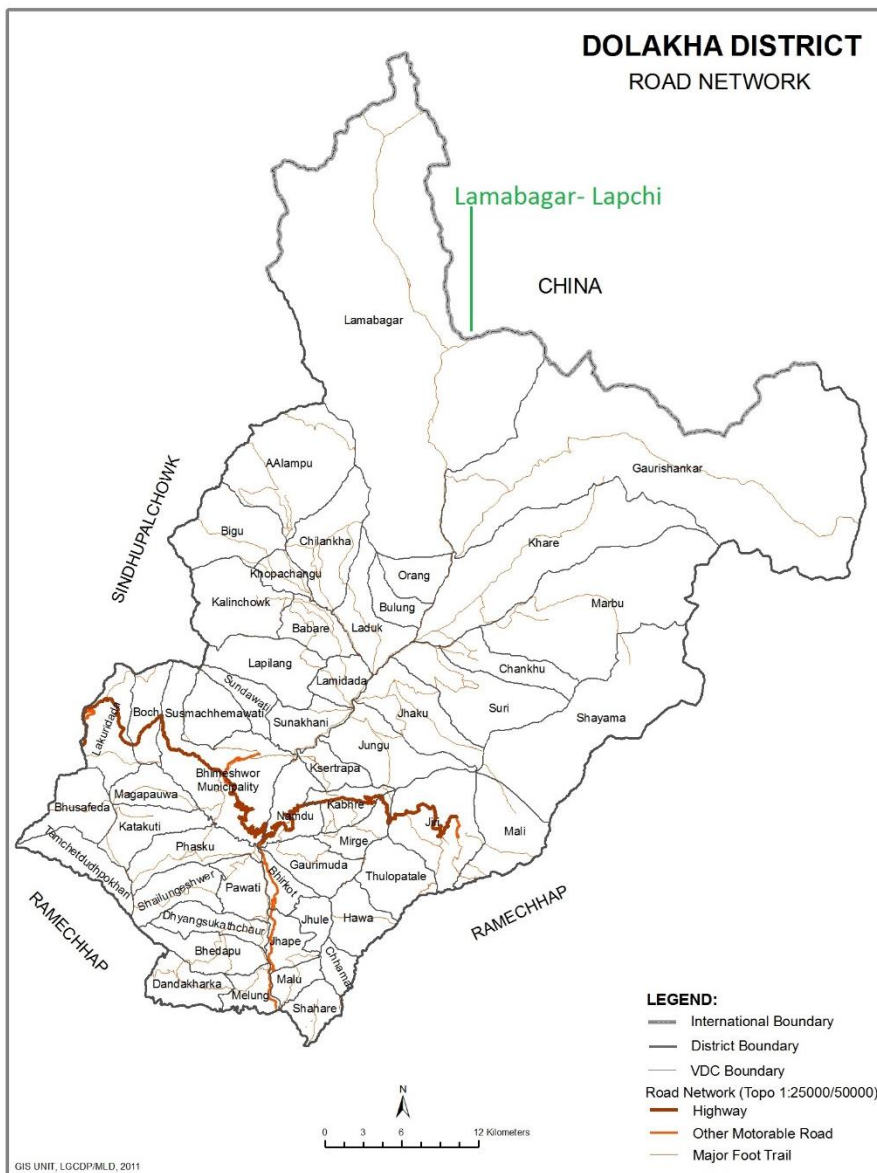 DOLAKHA DISTRICT
ROAD NETWORK
Lamabagar- Lapchi
CHINA
Lamabagar
Gaurishankar
AAlampu
SINDHUPALCHOWK
Bigu
Chilankha
Khare
Khopachangu
Orang
Kalinchowk
Bulung
Marbu
Babare
Laduk
Lapilang
Chankhu
Lamidada
Sundawati
Suri
Boch
Susmachhemawati
Sunakhani
Jhaku
Shayama
Lakuridada
Jungu
Bhimeshwor
Municipality
Ksertrapa
Bhusafeda
Magapauwa
Namdu
Kabhre
Katakuti
Jiri
Mali
Mirge
Phasku
Tamchetdudhpokhari
Gaurimuda
Thulopatale
Shailungeshwer
Pawati
Bhirkot
RAMECHHAP
Dhyangsukathchaur
Jhule
Hawa
RAMECHHAP
Bhedapu
Jhape
Chhama
Dandakharka
Melung
Malu
Shahare
LEGEND:
International Boundary
District Boundary
VDC Boundary
Road Network (Topo 1:25000/50000)
Highway
Other Motorable Road
Major Foot Trail
N
0 3 6 12 Kilometers
GIS UNIT, LGCDP/MLD, 2011